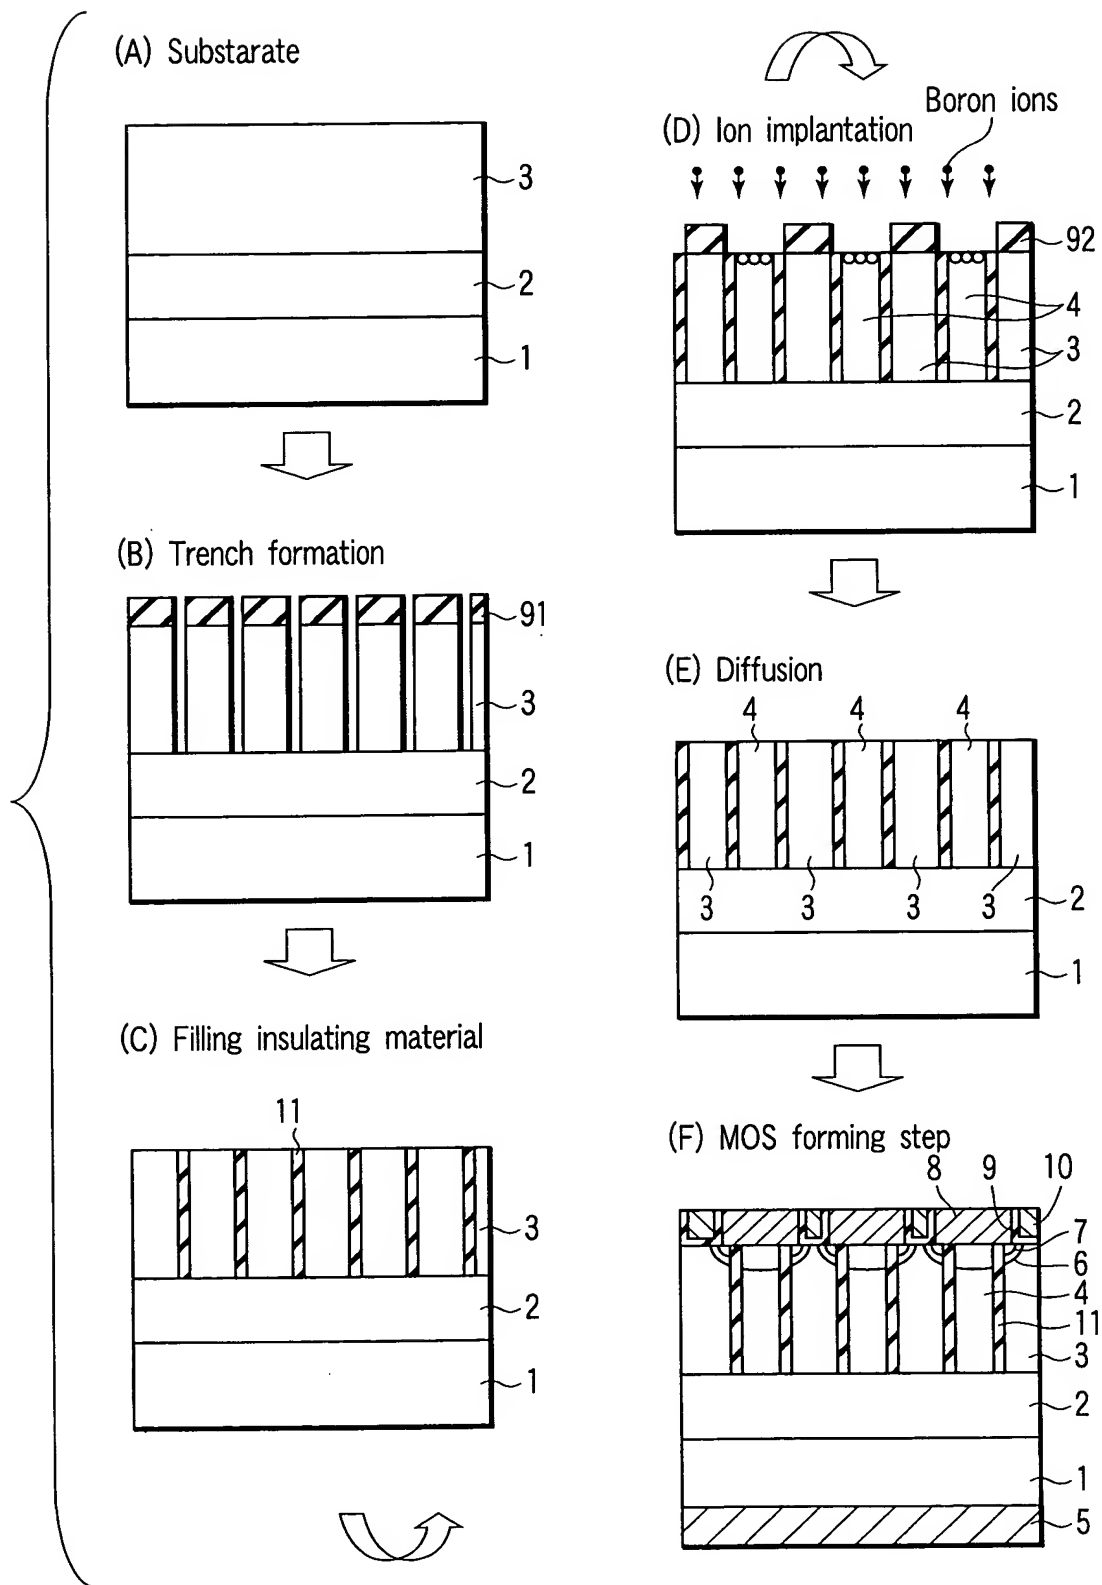 (A) Substarate
3
2
1
(B) Trench formation
91
3
2
1
(C) Filling insulating material
11
3
2
1
Boron ions
(D) Ion implantation
92
4
3
2
1
(E) Diffusion
4 4 4
3 3 3 3
2
1
(F) MOS forming step
8 9 10
7
6
4
11
3
2
1
5